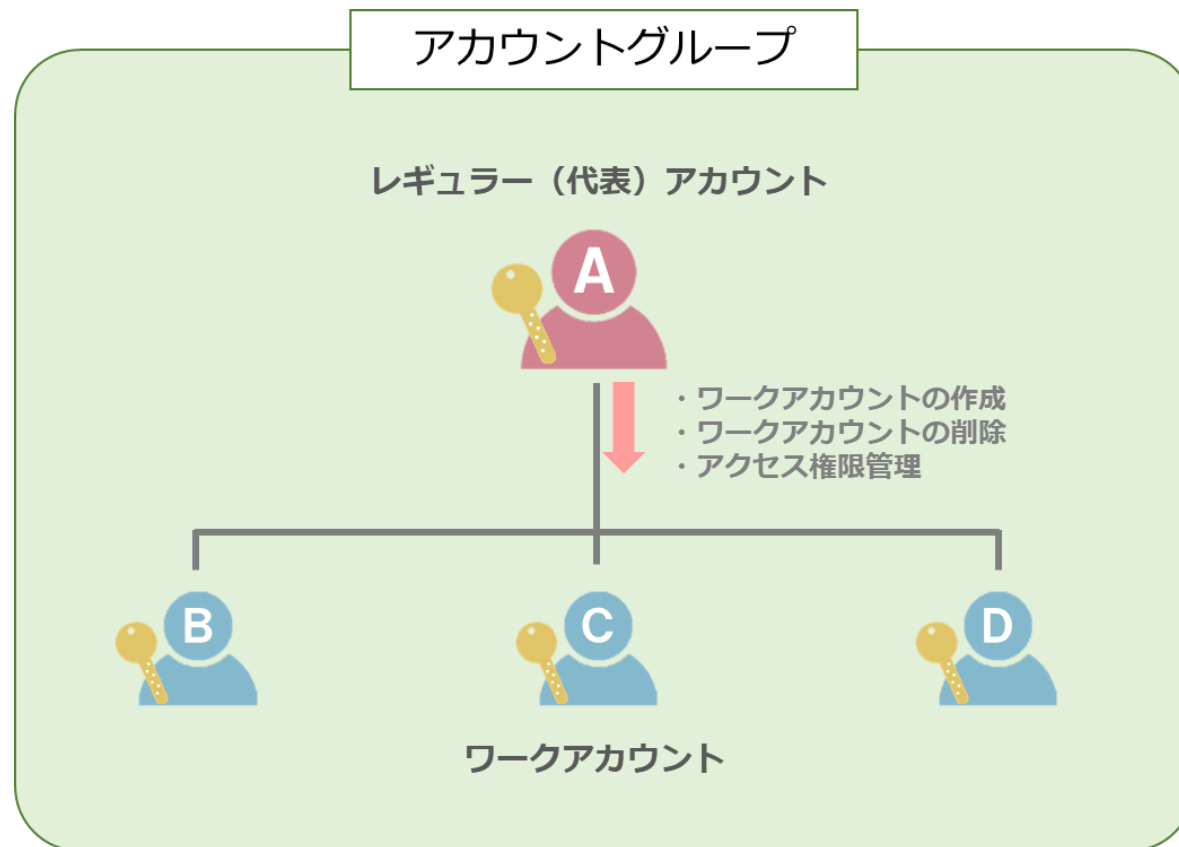 アカウントグループ
レギュラー（代表）アカウント
A
・ワークアカウントの作成
・ワークアカウントの削除
・アクセス権限管理
B
C
D
ワークアカウント